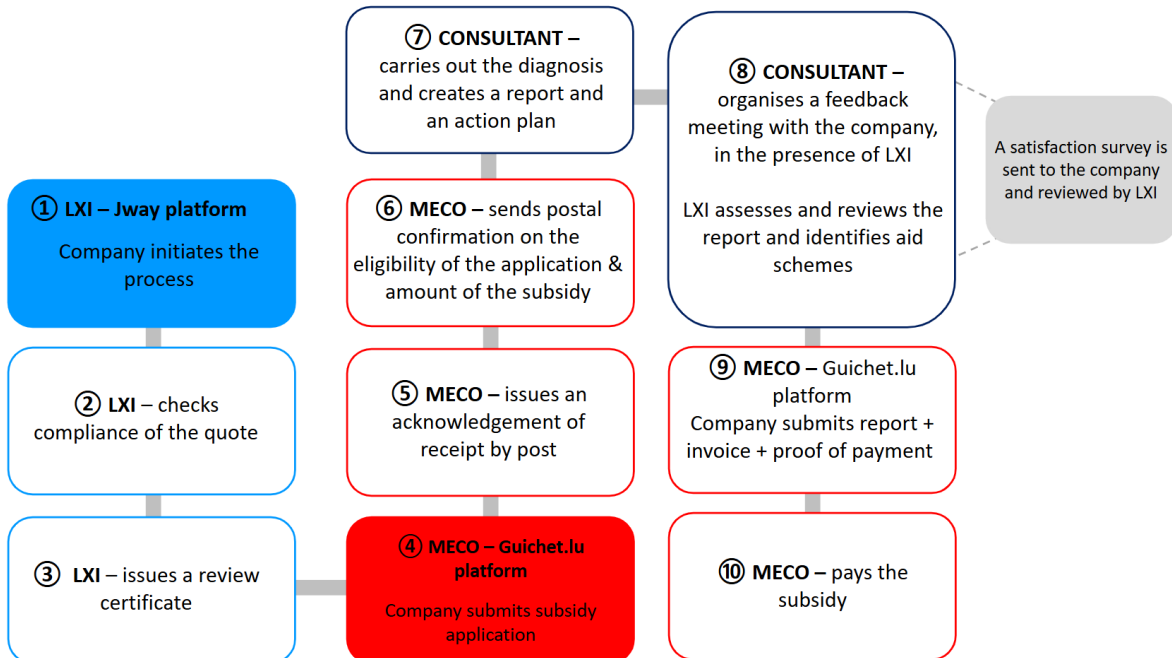 ① LXI – Jway platform
Company initiates the
process
② LXI – checks
compliance of the quote
③ LXI – issues a review
certificate
④ MECO – Guichet.lu
platform
Company submits subsidy
application
⑤ MECO – issues an
acknowledgement of
receipt by post
⑥ MECO – sends postal
confirmation on the
eligibility of the application &
amount of the subsidy
⑦ CONSULTANT –
carries out the diagnosis
and creates a report and
an action plan
⑧ CONSULTANT –
organises a feedback
meeting with the company,
in the presence of LXI
LXI assesses and reviews the
report and identifies aid
schemes
A satisfaction survey is
sent to the company
and reviewed by LXI
⑨ MECO – Guichet.lu
platform
Company submits report +
invoice + proof of payment
⑩ MECO – pays the
subsidy